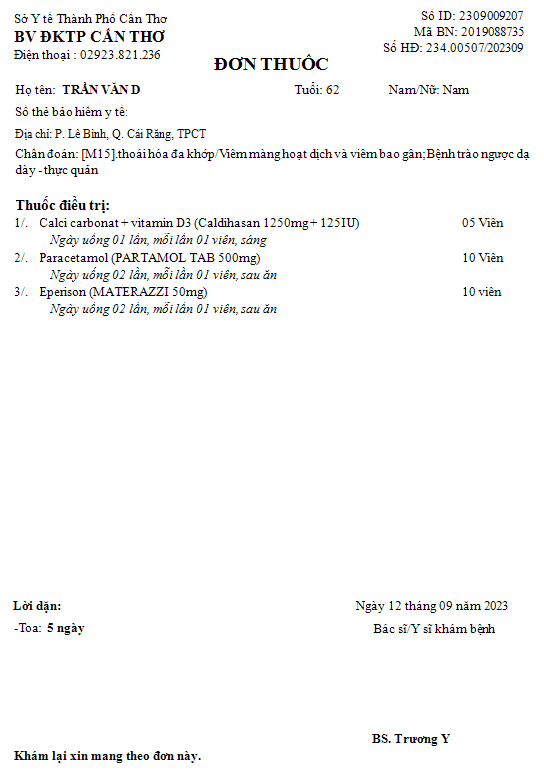 Sở Y tế Thành Phố Cần Thơ
Số ID: 2309009207
BV ĐKTP CẦN THƠ
Mã BN: 2019088735
Điện thoại : 02923.821.236
Số HĐ: 234.00507/202309
ĐƠN THUỐC
Họ tên: TRẦN VĂN D
Tuổi: 62
Nam/Nữ: Nam
Số thẻ bảo hiểm y tế:
Địa chỉ: P. Lê Bình, Q. Cái Răng, TPCT
Chẩn đoán: [M15].thoái hóa đa khớp/Viêm màng hoạt dịch và viêm bao gân;Bệnh trào ngược dạ
dày - thực quản
Thuốc điều trị:
1/. Calci carbonat + vitamin D3 (Caldihasan 1250mg + 125IU) 05 Viên
Ngày uống 01 lần, mỗi lần 01 viên, sáng
2/. Paracetamol (PARTAMOL TAB 500mg) 10 Viên
Ngày uống 02 lần, mỗi lần 01 viên, sau ăn
3/. Eperison (MATERAZZI 50mg) 10 viên
Ngày uống 02 lần, mỗi lần 01 viên, sau ăn
Lời dặn:
Ngày 12 tháng 09 năm 2023
-Toa: 5 ngày
Bác sĩ/Y sĩ khám bệnh
BS. Trương Y
Khám lại xin mang theo đơn này.